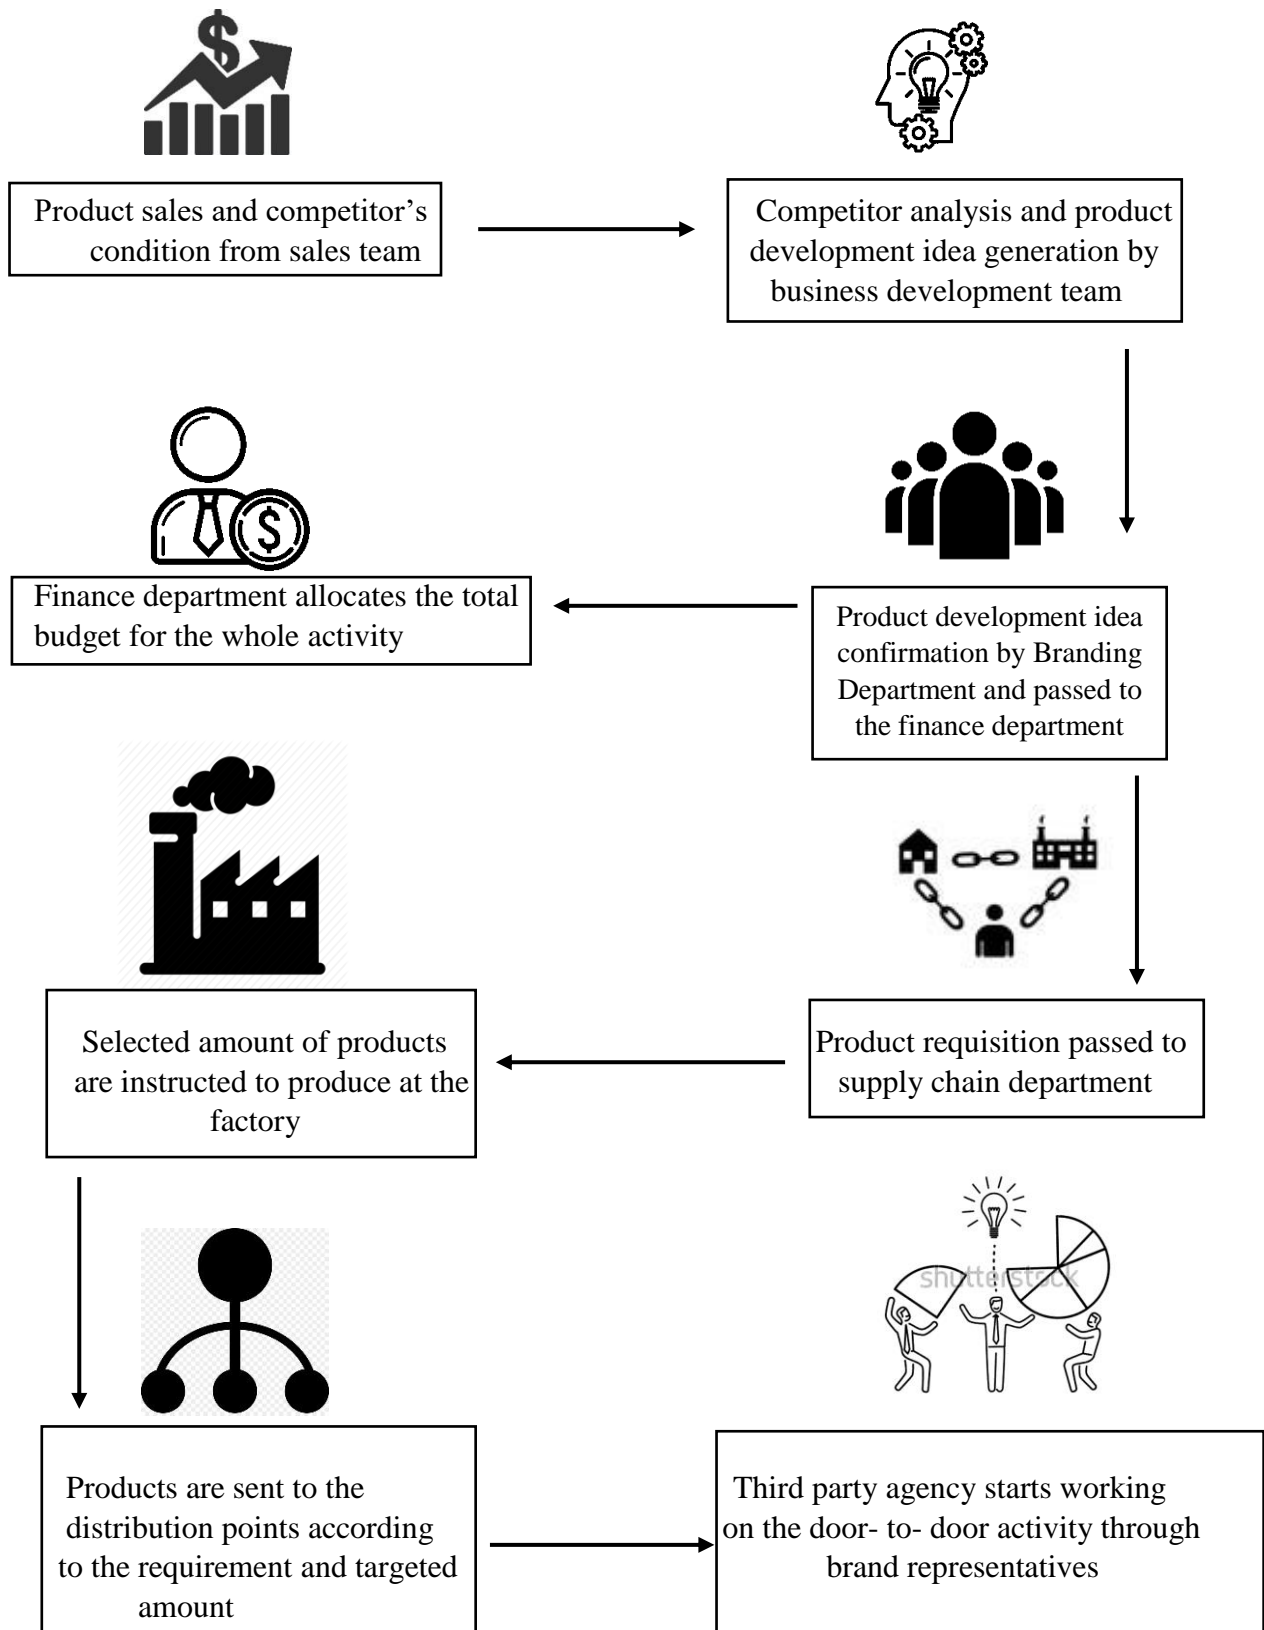 Product sales and competitor’s
condition from sales team
Competitor analysis and product
development idea generation by
business development team
Finance department allocates the total
budget for the whole activity
Product development idea
confirmation by Branding
Department and passed to
the finance department
Selected amount of products
are instructed to produce at the
factory
Product requisition passed to
supply chain department
shutterstock
Products are sent to the
distribution points according
to the requirement and targeted
amount
Third party agency starts working
on the door- to- door activity through
brand representatives